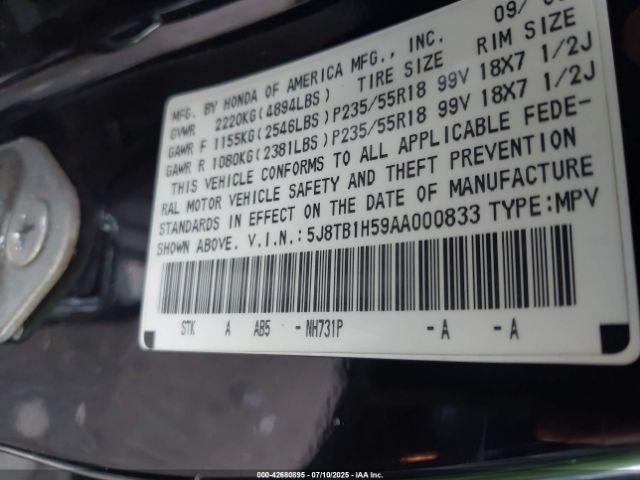 09/
MFG. BY HONDA OF AMERICA MFG., INC.
GVWR 2220KG(4894LBS) TIRE SIZE RIM SIZE
GAWR F 1155KG(2546LBS)P235/55R18 99V 18X7 1/2J
GAWR R 1080KG(2381LBS)P235/55R18 99V 18X7 1/2J
THIS VEHICLE CONFORMS TO ALL APPLICABLE FEDE-
RAL MOTOR VEHICLE SAFETY AND THEFT PREVENTION
STANDARDS IN EFFECT ON THE DATE OF MANUFACTURE
SHOWN ABOVE. V.I.N.:5J8TB1H59AA000833 TYPE:MPV
STK A AB5 - NH731P - A - A
000-42680895 - 07/10/2025 - IAA Inc.